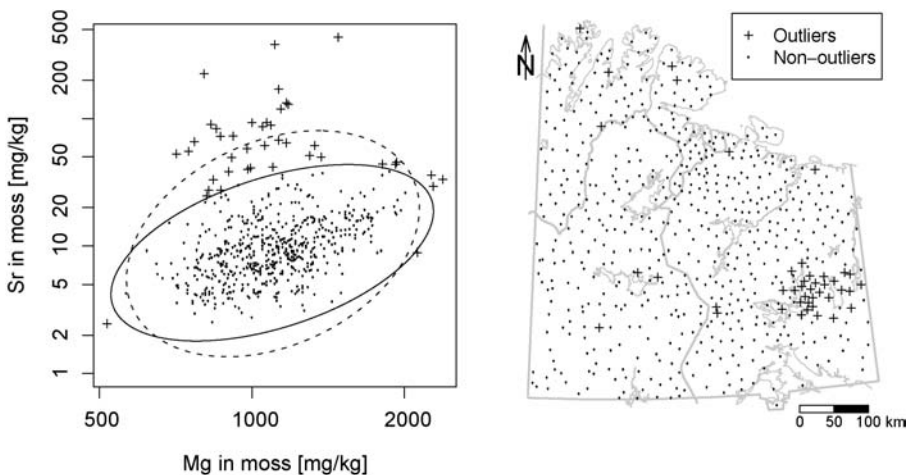 500
200
50
20
10
5
2
1
Sr in moss [mg/kg]
500
1000
2000
Mg in moss [mg/kg]
N
+ Outliers
· Non–outliers
0 50 100 km